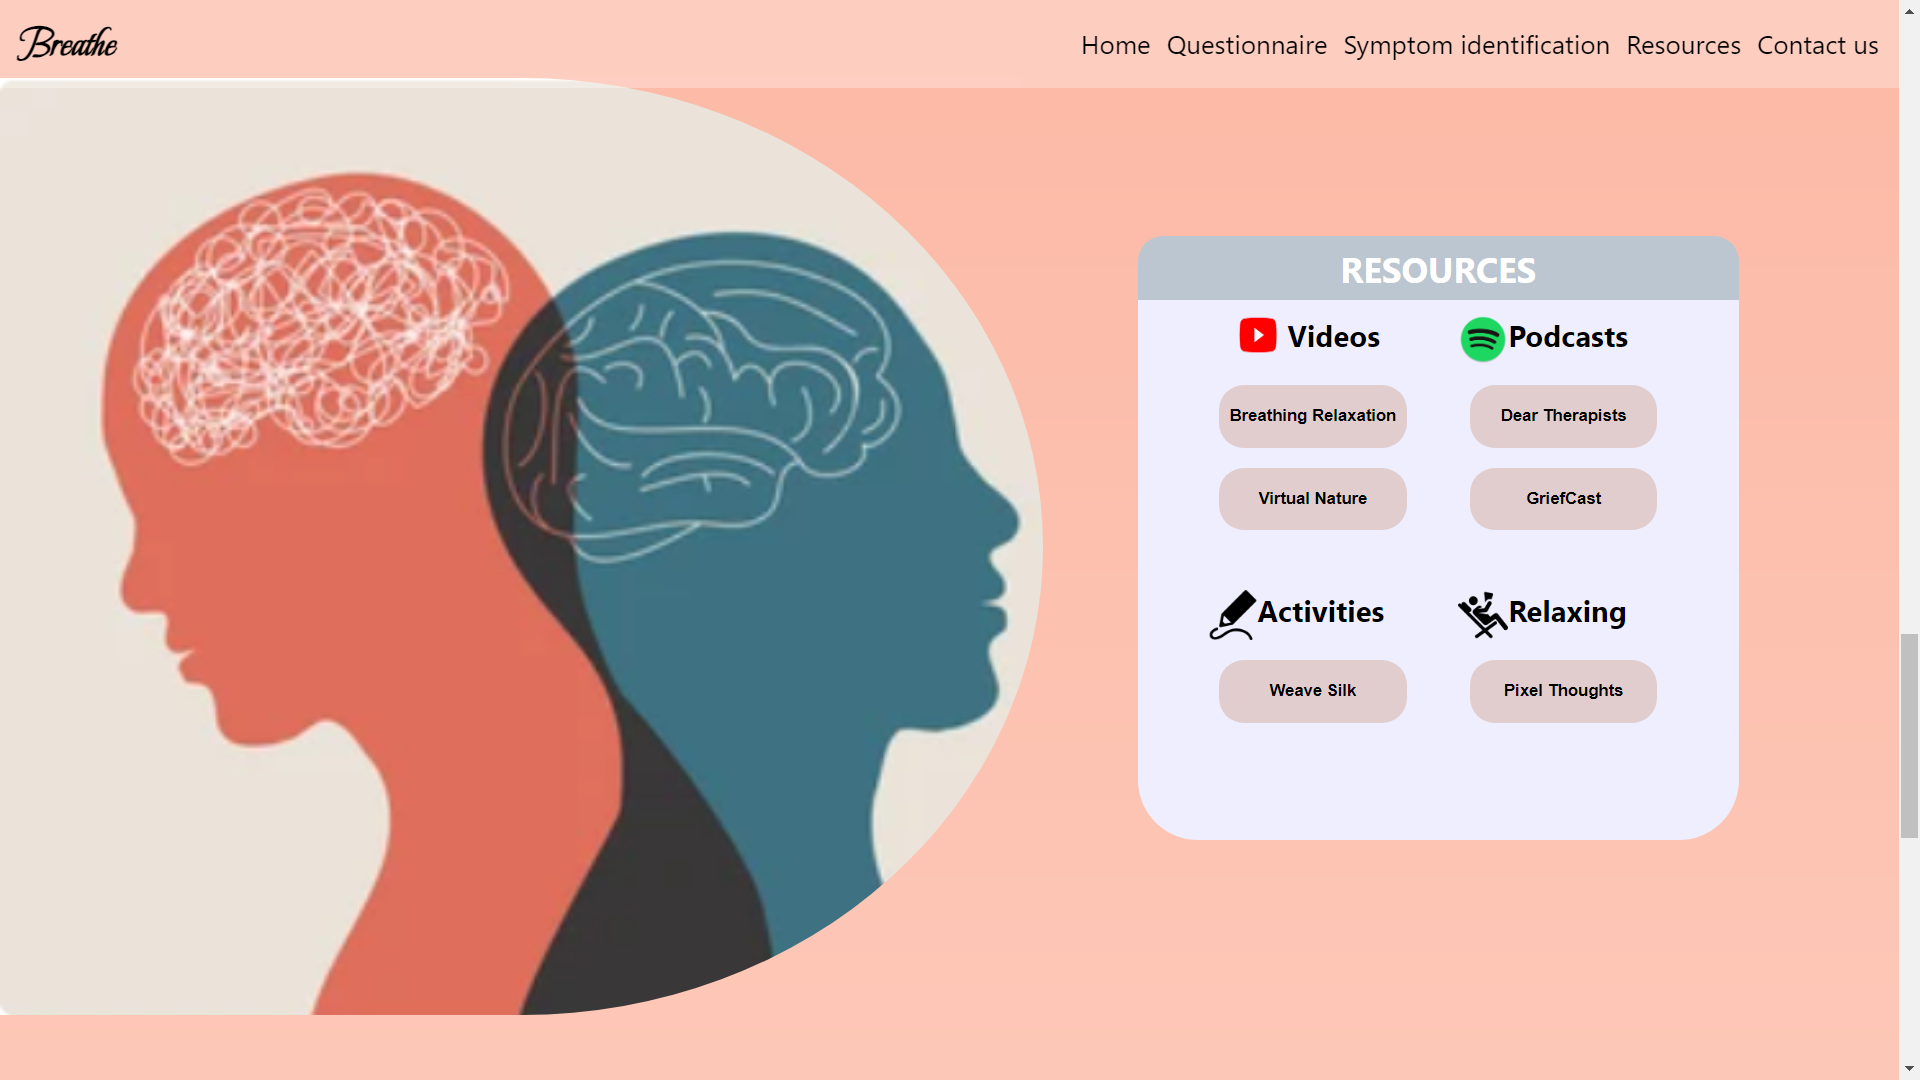 Breathe
Home Questionnaire Symptom identification Resources Contact us
RESOURCES
Videos
Podcasts
Breathing Relaxation
Dear Therapists
Virtual Nature
GriefCast
Activities
Relaxing
Weave Silk
Pixel Thoughts